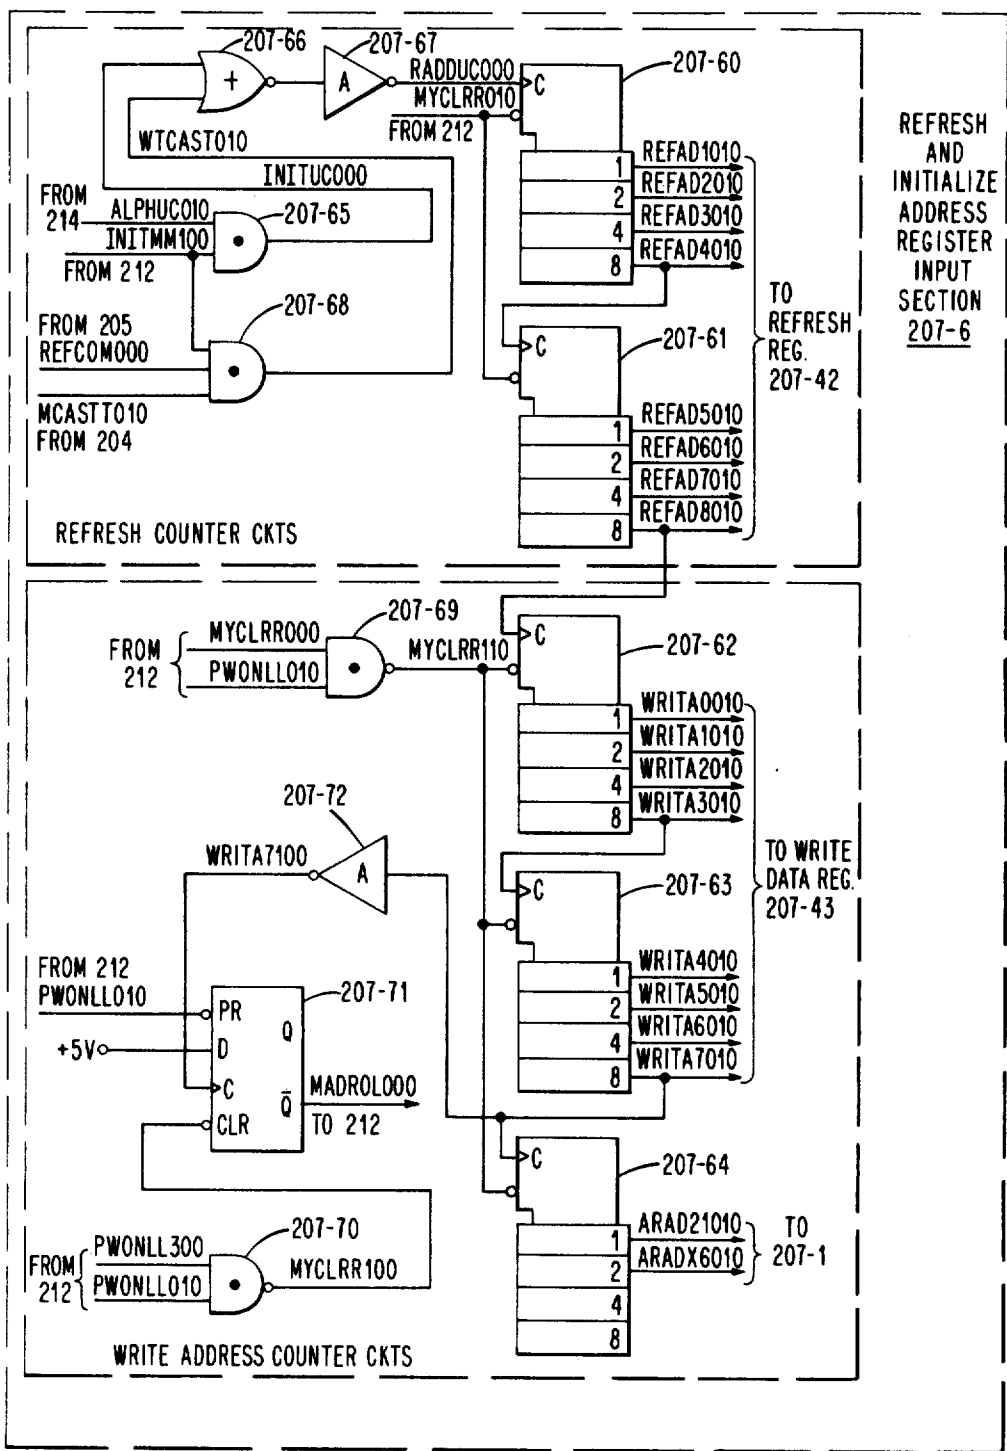 207-66
207-67
+
A
RADDUC000
MYCLRR010
FROM 212
C
207-60
WTCAST010
INITUC000
FROM
214
ALPHUC010
INITMM100
FROM 212
207-65
•
207-68
FROM 205
REFCOM000
•
MCASTT010
FROM 204
1
2
4
8
REFAD1010
REFAD2010
REFAD3010
REFAD4010
C
207-61
1
2
4
8
REFAD5010
REFAD6010
REFAD7010
REFAD8010
TO
REFRESH
REG.
207-42
REFRESH COUNTER CKTS
REFRESH
AND
INITIALIZE
ADDRESS
REGISTER
INPUT
SECTION
207-6
FROM
212
MYCLRR000
PWONLL010
207-69
•
MYCLRR110
C
207-62
1
2
4
8
WRITA0010
WRITA1010
WRITA2010
WRITA3010
207-72
WRITA7100
A
C
207-63
1
2
4
8
WRITA4010
WRITA5010
WRITA6010
WRITA7010
TO WRITE
DATA REG.
207-43
FROM 212
PWONLL010
+5V
207-71
PR
Q
D
C
Q̅
CLR
MADROL000
TO 212
C
207-64
1
2
4
8
ARAD21010
ARADX6010
TO
207-1
FROM
212
PWONLL300
PWONLL010
207-70
•
MYCLRR100
WRITE ADDRESS COUNTER CKTS